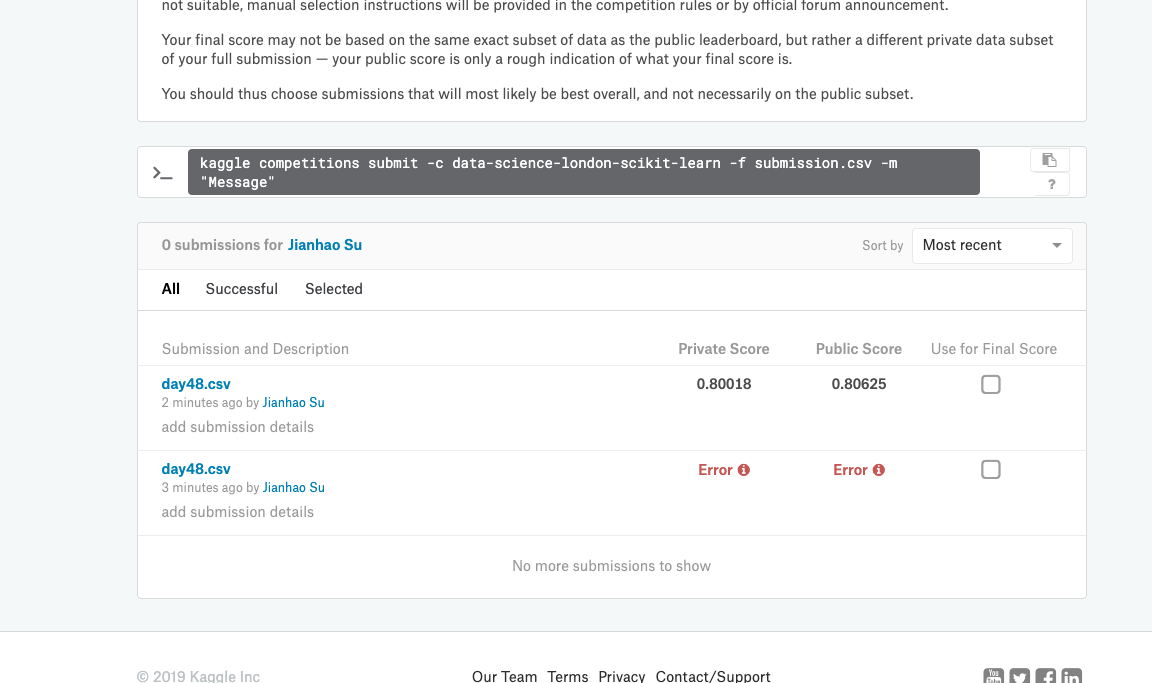 not suitable, manual selection instructions will be provided in the competition rules or by official forum announcement.
Your final score may not be based on the same exact subset of data as the public leaderboard, but rather a different private data subset
of your full submission — your public score is only a rough indication of what your final score is.
You should thus choose submissions that will most likely be best overall, and not necessarily on the public subset.
>_ kaggle competitions submit -c data-science-london-scikit-learn -f submission.csv -m
"Message"
?
0 submissions for Jianhao Su Sort by Most recent
All Successful Selected
Submission and Description Private Score Public Score Use for Final Score
day48.csv 0.80018 0.80625
2 minutes ago by Jianhao Su
add submission details
day48.csv Error Error
3 minutes ago by Jianhao Su
add submission details
No more submissions to show
© 2019 Kaggle Inc Our Team Terms Privacy Contact/Support